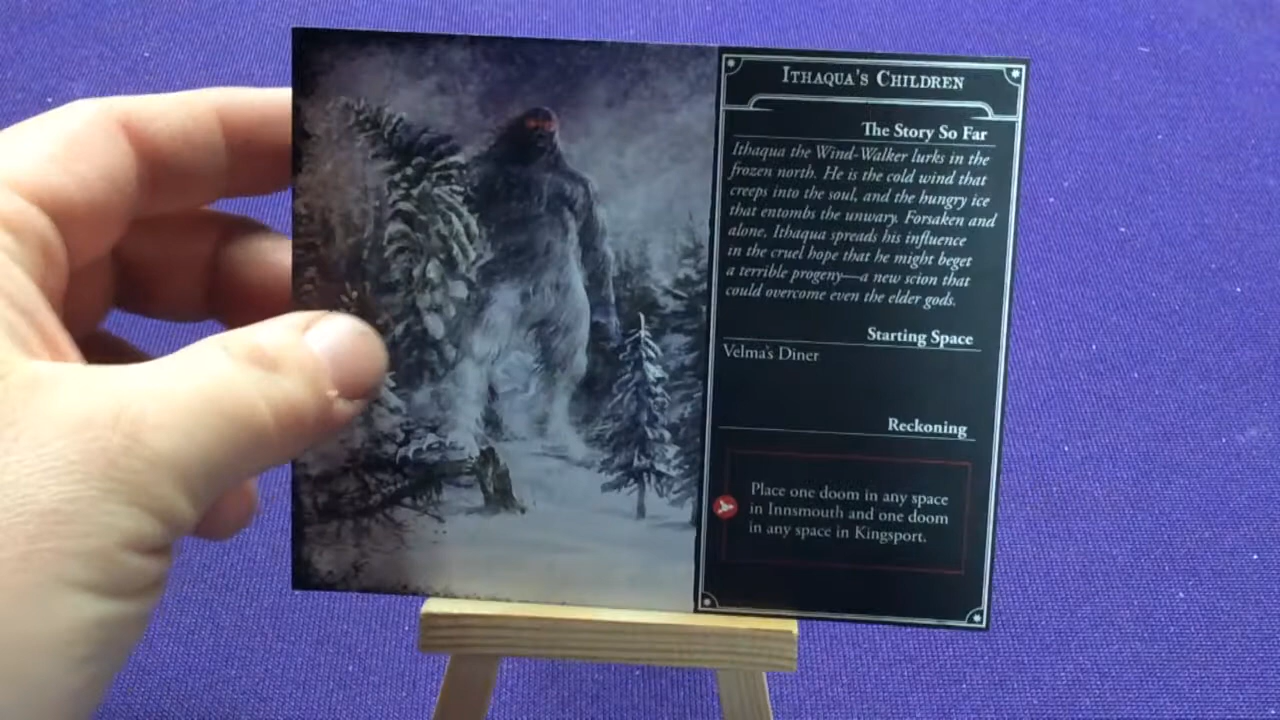 ITHAQUA'S CHILDREN
The Story So Far
Ithaqua the Wind-Walker lurks in the
frozen north. He is the cold wind that
creeps into the soul, and the hungry ice
that entombs the unwary. Forsaken and
alone, Ithaqua spreads his influence
in the cruel hope that he might beget
a terrible progeny—a new scion that
could overcome even the elder gods.
Starting Space
Velma's Diner
Reckoning
Place one doom in any space
in Innsmouth and one doom
in any space in Kingsport.